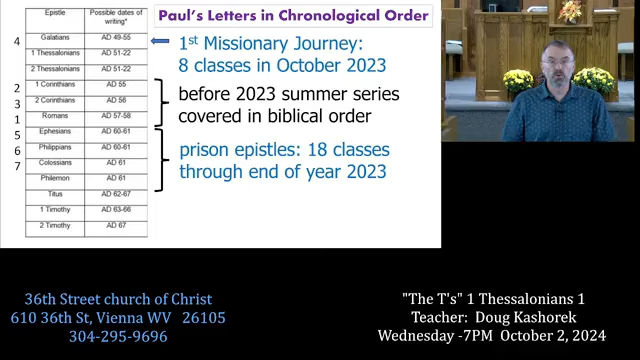 Paul's Letters in Chronological Order
Epistle Possible dates of writing*
4 Galatians AD 49-55
1 Thessalonians AD 51-22
2 Thessalonians AD 51-22
2 1 Corinthians AD 55
3 2 Corinthians AD 56
1 Romans AD 57-58
5 Ephesians AD 60-61
6 Philippians AD 60-61
7 Colossians AD 61
Philemon AD 61
Titus AD 62-67
1 Timothy AD 63-66
2 Timothy AD 67
1st Missionary Journey:
8 classes in October 2023
before 2023 summer series
covered in biblical order
prison epistles: 18 classes
through end of year 2023
36th Street church of Christ
610 36th St, Vienna WV 26105
304-295-9696
"The T's" 1 Thessalonians 1
Teacher: Doug Kashorek
Wednesday -7PM October 2, 2024